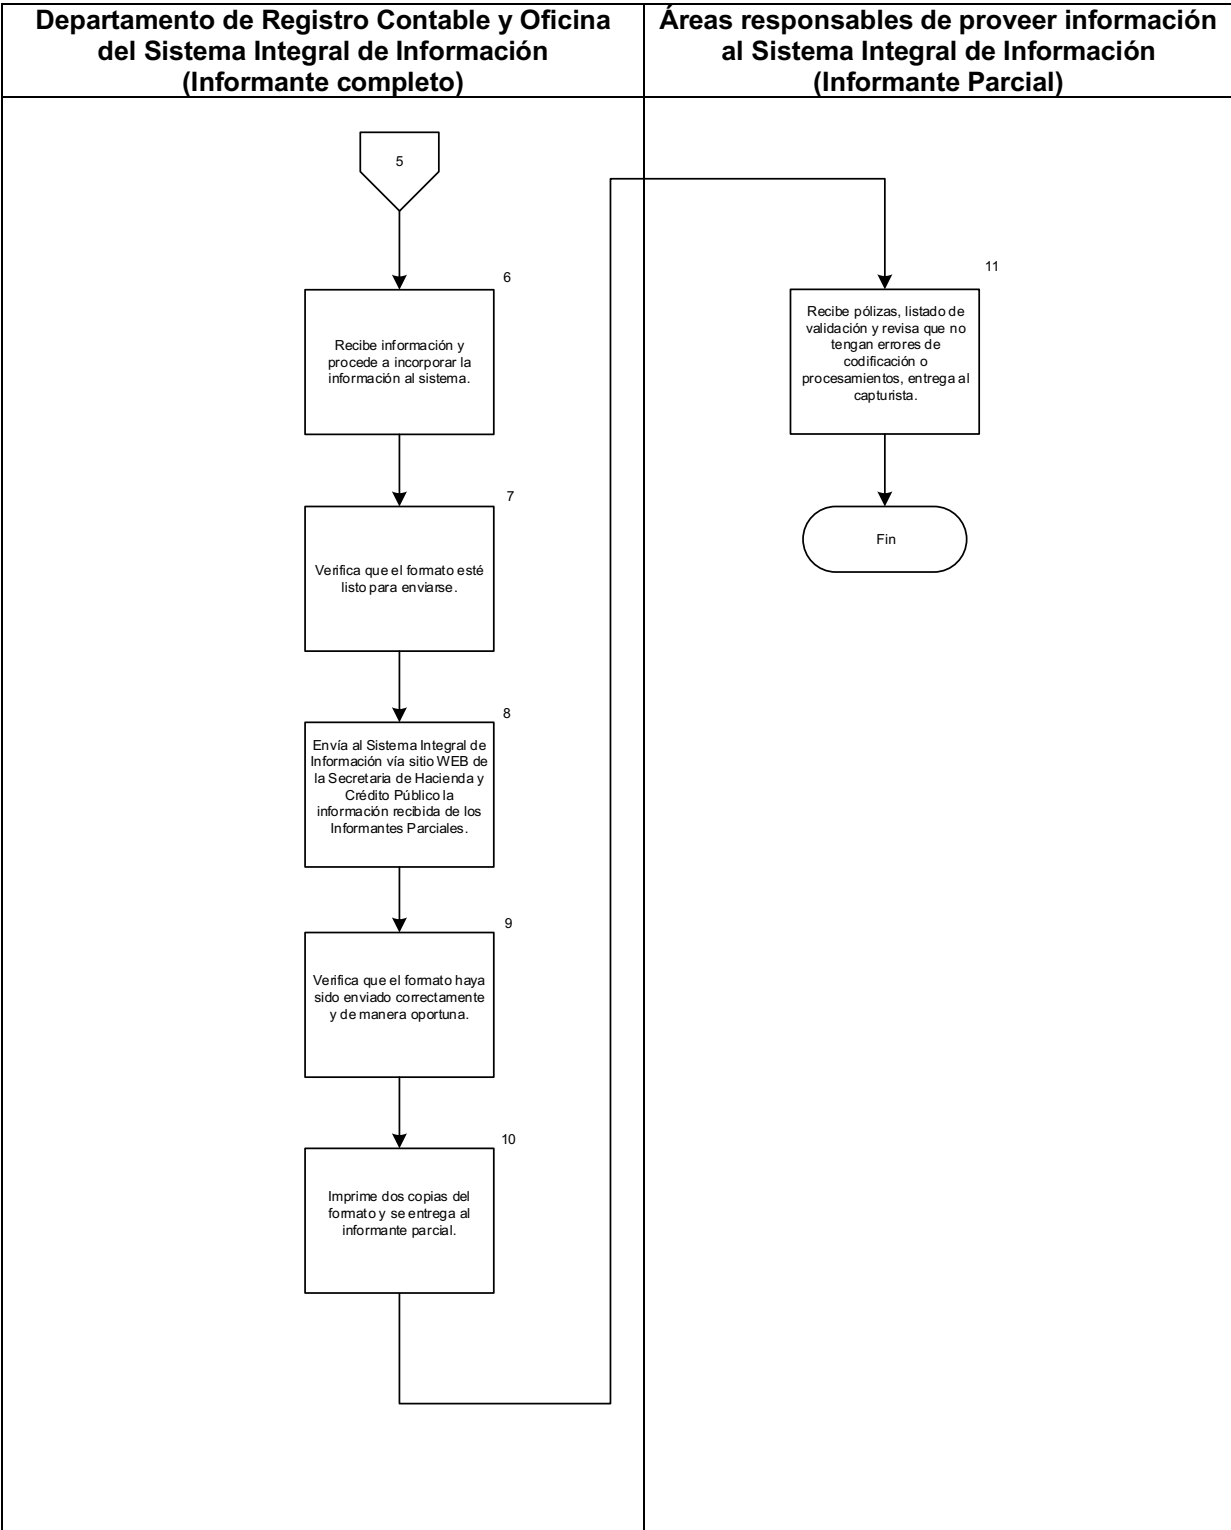 Departamento de Registro Contable y Oficina
del Sistema Integral de Información
(Informante completo)
Áreas responsables de proveer información
al Sistema Integral de Información
(Informante Parcial)
5
6
Recibe información y
procede a incorporar la
información al sistema.
7
Verifica que el formato esté
listo para enviarse.
8
Envía al Sistema Integral de
Información vía sitio WEB de
la Secretaria de Hacienda y
Crédito Público la
información recibida de los
Informantes Parciales.
9
Verifica que el formato haya
sido enviado correctamente
y de manera oportuna.
10
Imprime dos copias del
formato y se entrega al
informante parcial.
11
Recibe pólizas, listado de
validación y revisa que no
tengan errores de
codificación o
procesamientos, entrega al
capturista.
Fin